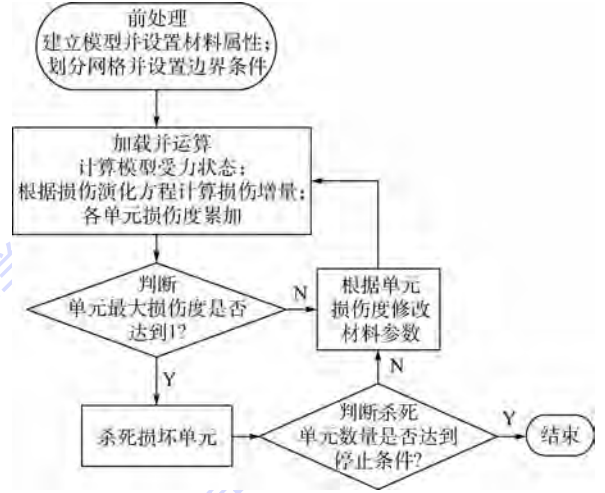 前处理
建立模型并设置材料属性;
划分网格并设置边界条件
加载并运算
计算模型受力状态;
根据损伤演化方程计算损伤增量;
各单元损伤度累加
判断
单元最大损伤度是否
达到1?
N
根据单元
损伤度修改
材料参数
Y
N
杀死损坏单元
判断杀死
单元数量是否达到
停止条件?
Y
结束